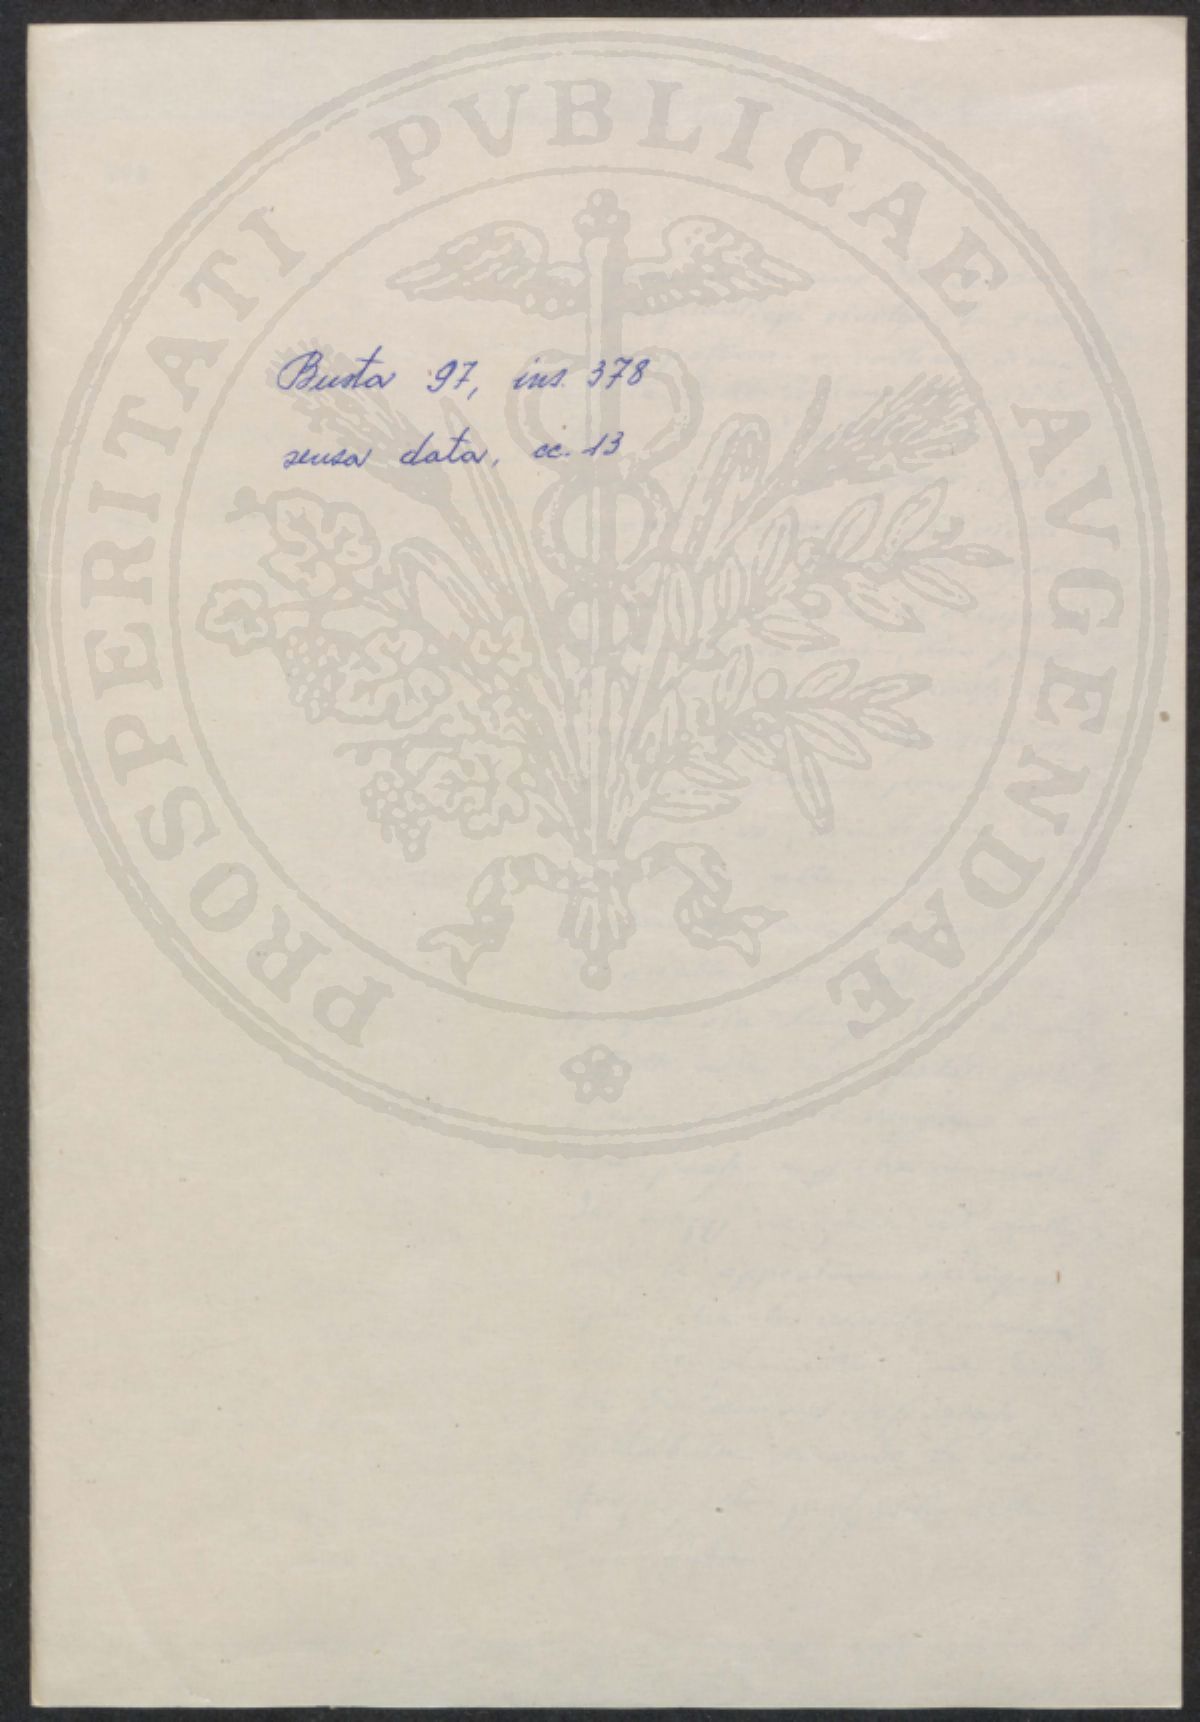 PROSPERITATI PVBLICAE AVGENDAE
Busta 97, ins. 378
senza data, cc. 13